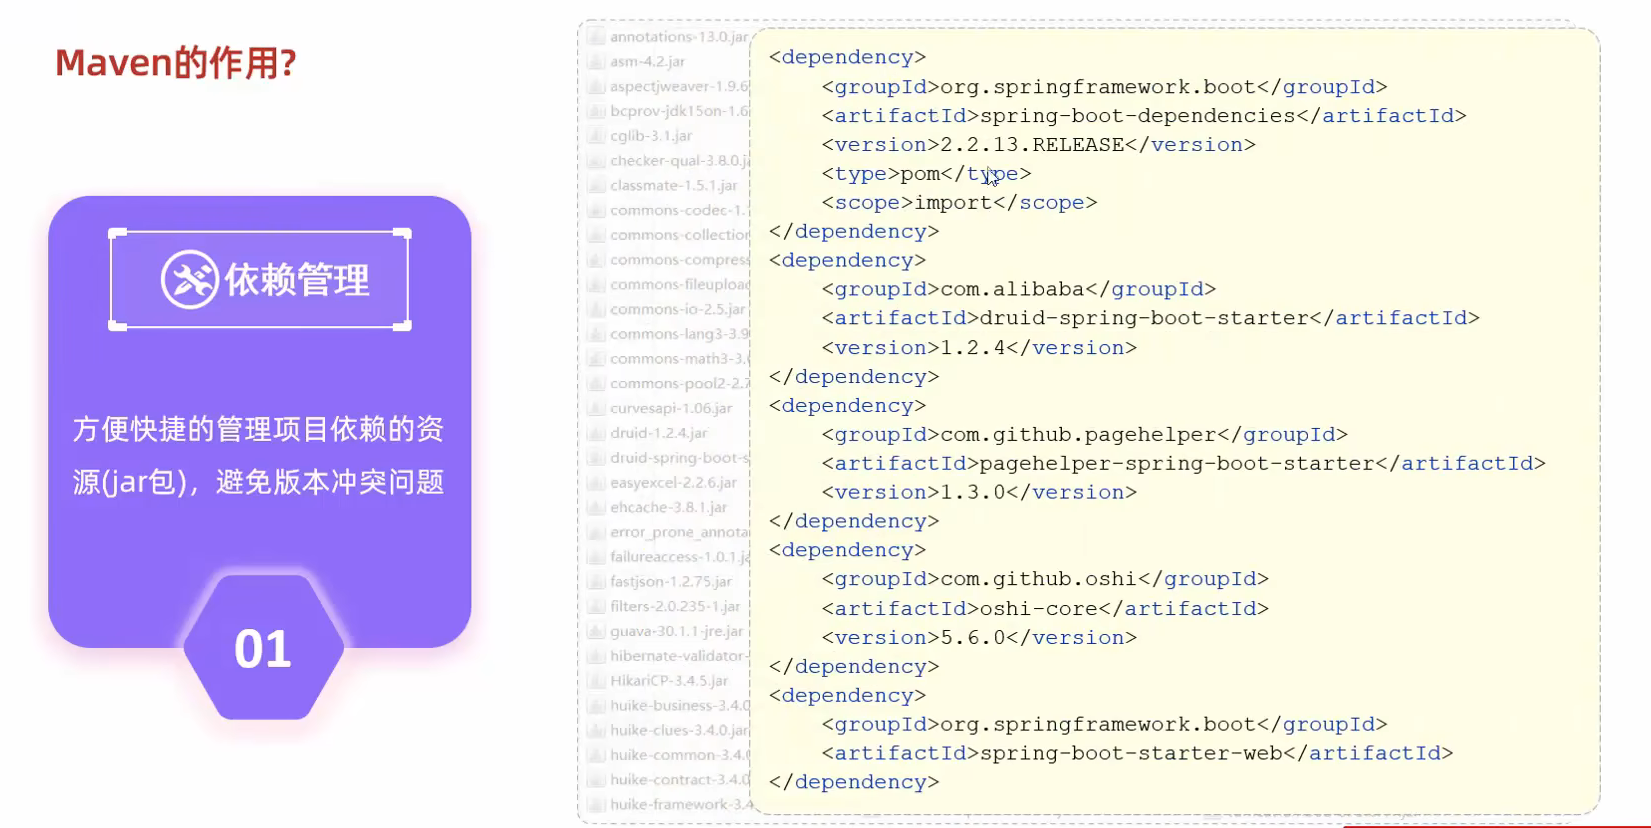 Maven的作用?
依赖管理
方便快捷的管理项目依赖的资
源(jar包)，避免版本冲突问题
01
annotations-13.0.jar
asm-4.2.jar
aspectjweaver-1.9.6
bcprov-jdk15on-1.6
cglib-3.1.jar
checker-qual-3.8.0.j
classmate-1.5.1.jar
commons-codec-1.
commons-collection
commons-compress
commons-fileupload
commons-io-2.5.jar
commons-lang3-3.9
commons-math3-3.
commons-pool2-2.7
curvesapi-1.06.jar
druid-1.2.4.jar
druid-spring-boot-s
easyexcel-2.2.6.jar
ehcache-3.8.1.jar
error_prone_annota
failureaccess-1.0.1.ja
fastjson-1.2.75.jar
filters-2.0.235-1.jar
guava-30.1.1-jre.jar
hibernate-validator-
HikariCP-3.4.5.jar
huike-business-3.4.0
huike-clues-3.4.0.jar
huike-common-3.4.0
huike-contract-3.4.0
huike-framework-3.4
<dependency>
<groupId>org.springframework.boot</groupId>
<artifactId>spring-boot-dependencies</artifactId>
<version>2.2.13.RELEASE</version>
<type>pom</type>
<scope>import</scope>
</dependency>
<dependency>
<groupId>com.alibaba</groupId>
<artifactId>druid-spring-boot-starter</artifactId>
<version>1.2.4</version>
</dependency>
<dependency>
<groupId>com.github.pagehelper</groupId>
<artifactId>pagehelper-spring-boot-starter</artifactId>
<version>1.3.0</version>
</dependency>
<dependency>
<groupId>com.github.oshi</groupId>
<artifactId>oshi-core</artifactId>
<version>5.6.0</version>
</dependency>
<dependency>
<groupId>org.springframework.boot</groupId>
<artifactId>spring-boot-starter-web</artifactId>
</dependency>